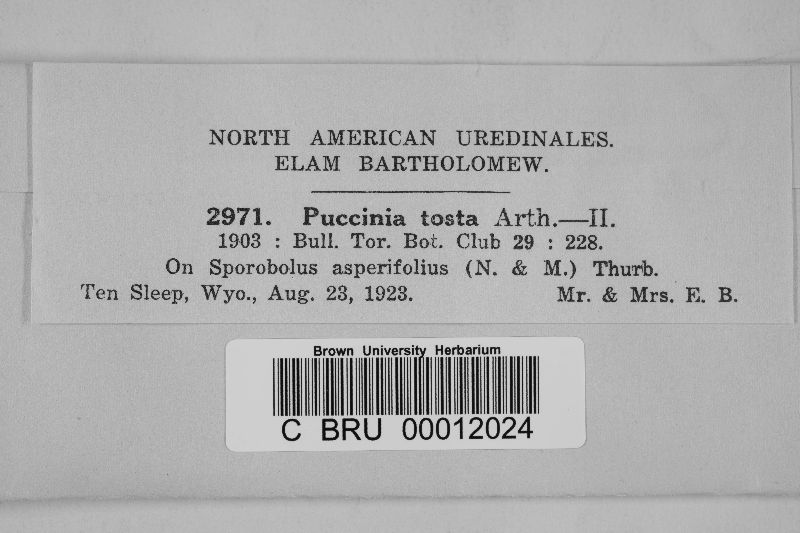 NORTH AMERICAN UREDINALES.
ELAM BARTHOLOMEW.
2971. Puccinia tosta Arth.—II.
1903 : Bull. Tor. Bot. Club 29 : 228.
On Sporobolus asperifolius (N. & M.) Thurb.
Ten Sleep, Wyo., Aug. 23, 1923. Mr. & Mrs. E. B.
Brown University Herbarium
C BRU 00012024